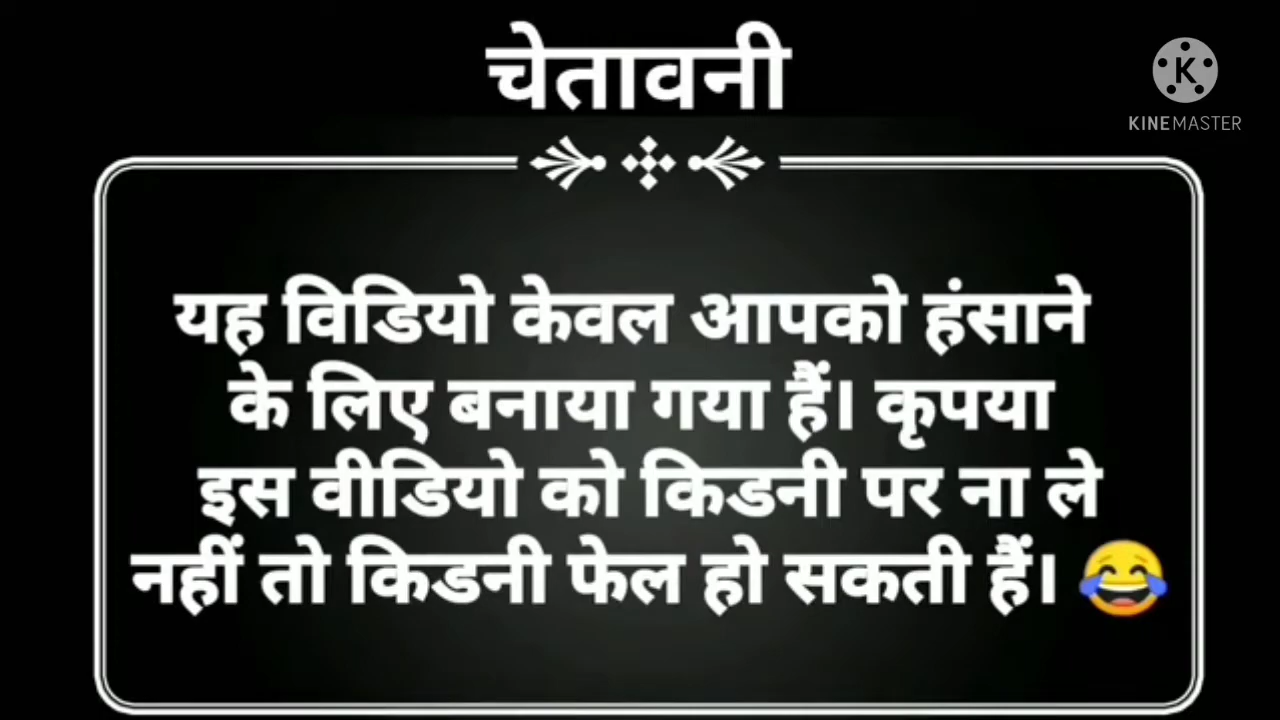 चेतावनी
K
KINEMASTER
यह विडियो केवल आपको हंसाने
के लिए बनाया गया हैं। कृपया
इस वीडियो को किडनी पर ना ले
नहीं तो किडनी फेल हो सकती हैं। 😂